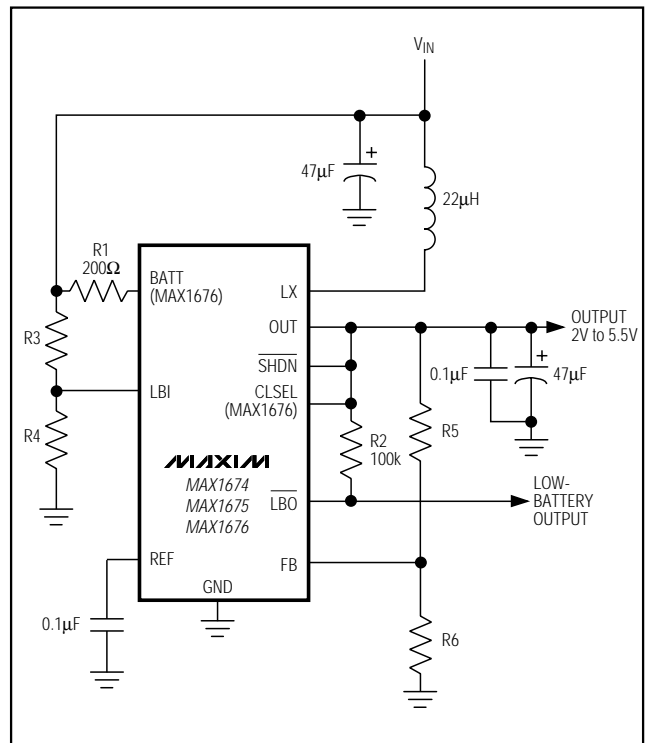 VIN
47µF
+
22µH
R1
200Ω
BATT
(MAX1676)
LX
OUT
OUTPUT
2V to 5.5V
R3
SHDN
0.1µF
+
47µF
CLSEL
(MAX1676)
LBI
R4
R2
100k
R5
MAXIM
MAX1674
MAX1675
MAX1676
LBO
LOW-
BATTERY
OUTPUT
REF
FB
GND
0.1µF
R6